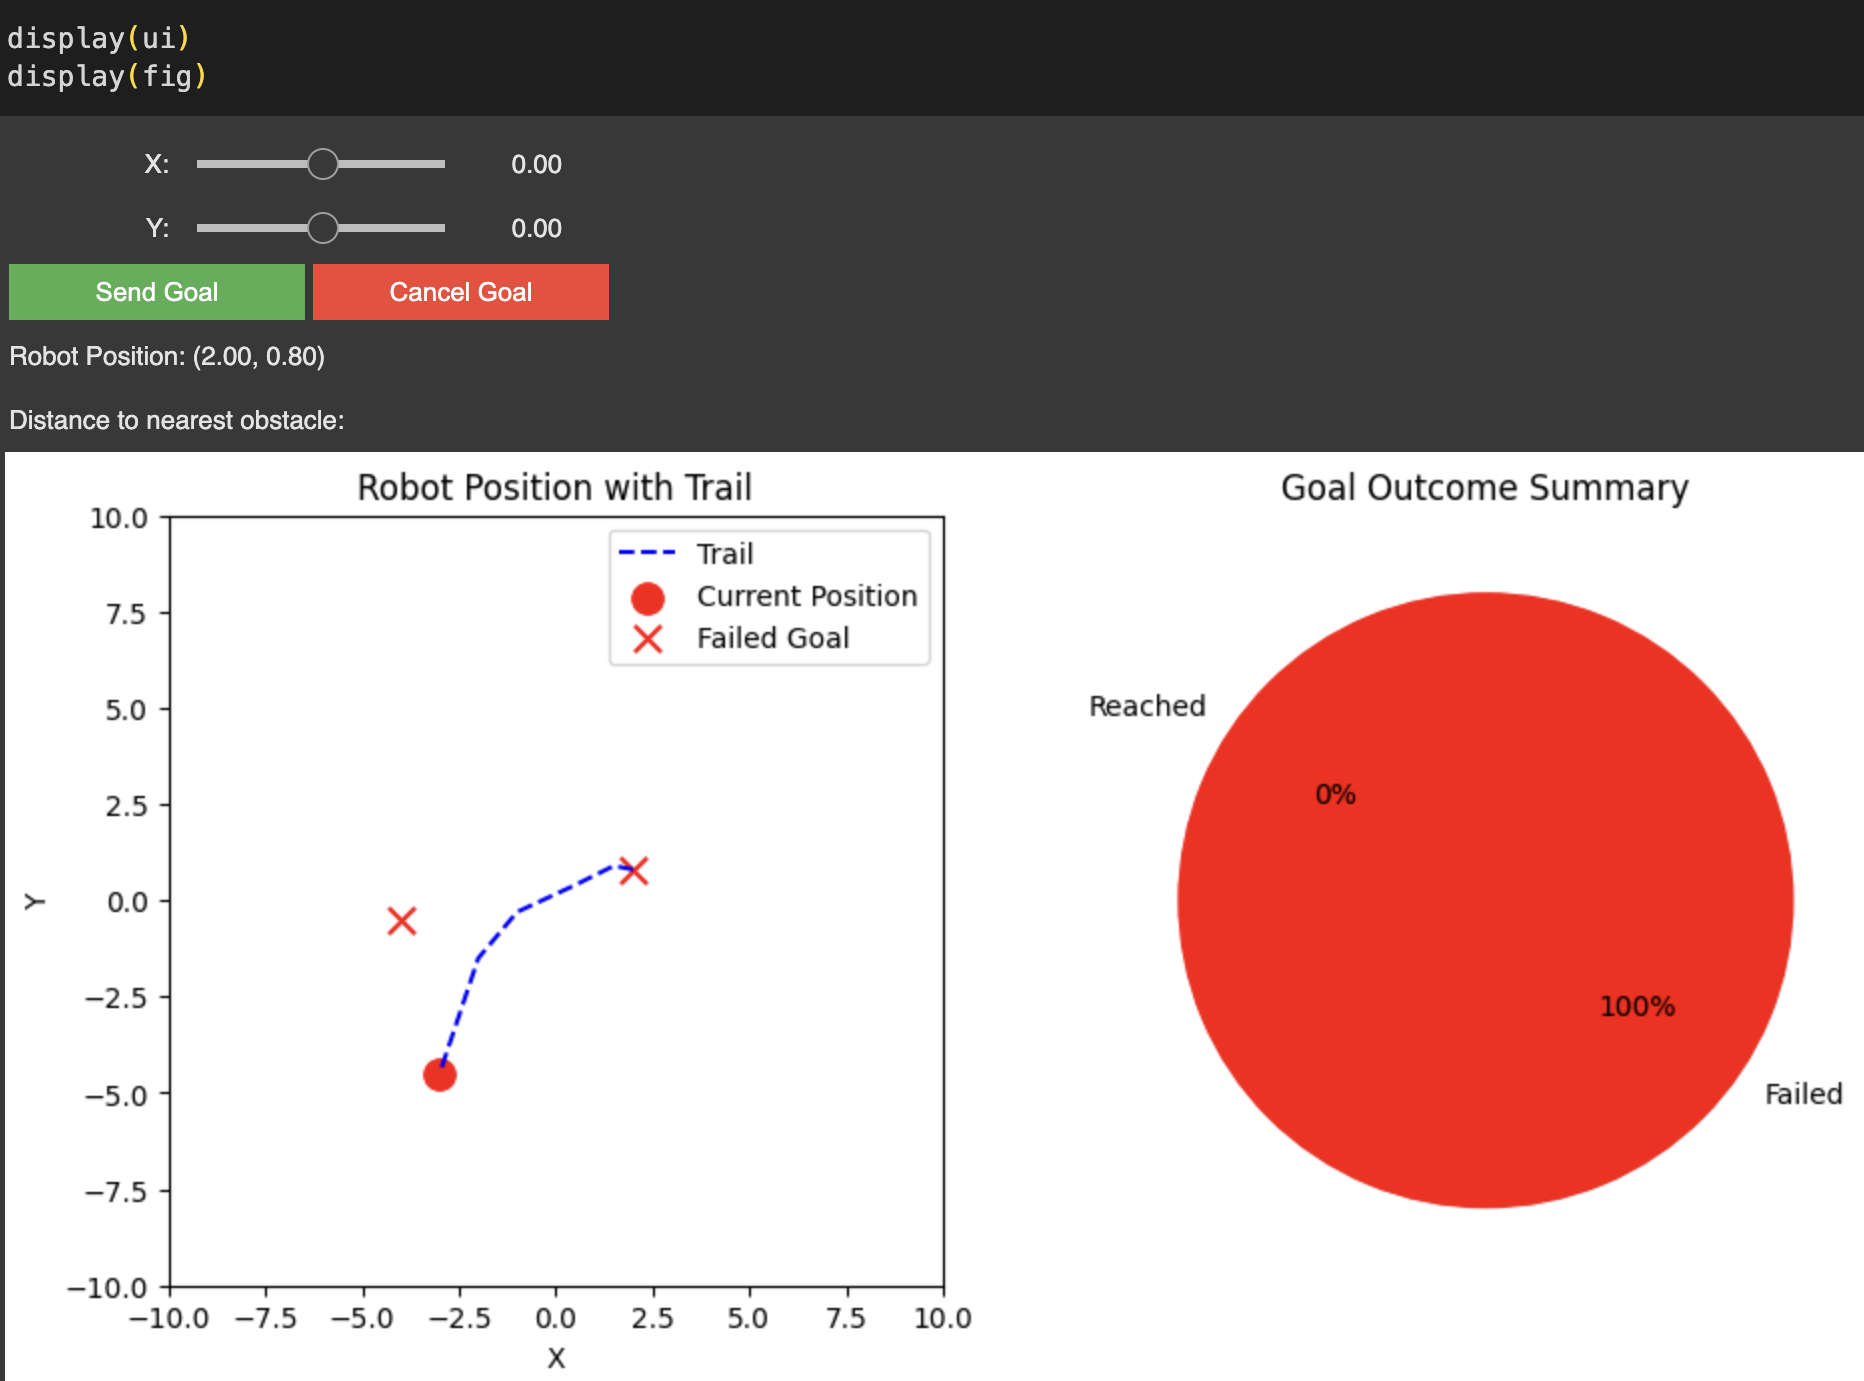 display(ui)
display(fig)
X: 0.00
Y: 0.00
Send Goal Cancel Goal
Robot Position: (2.00, 0.80)
Distance to nearest obstacle:
Robot Position with Trail
10.0
7.5
5.0
2.5
0.0
−2.5
−5.0
−7.5
−10.0
Y
Trail
Current Position
Failed Goal
−10.0 −7.5 −5.0 −2.5 0.0 2.5 5.0 7.5 10.0
X
Goal Outcome Summary
Reached
0%
100%
Failed